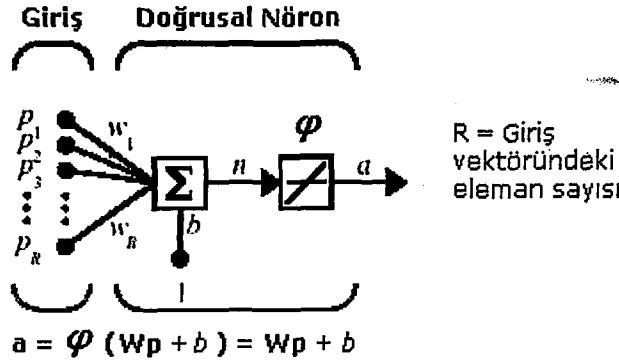 Giriş Doğrusal Nöron
p1
p2
p3
pR
w1
wR
Σ
b
1
n
φ
a
R = Giriş
vektöründeki
eleman sayısı
a = φ (Wp + b) = Wp + b